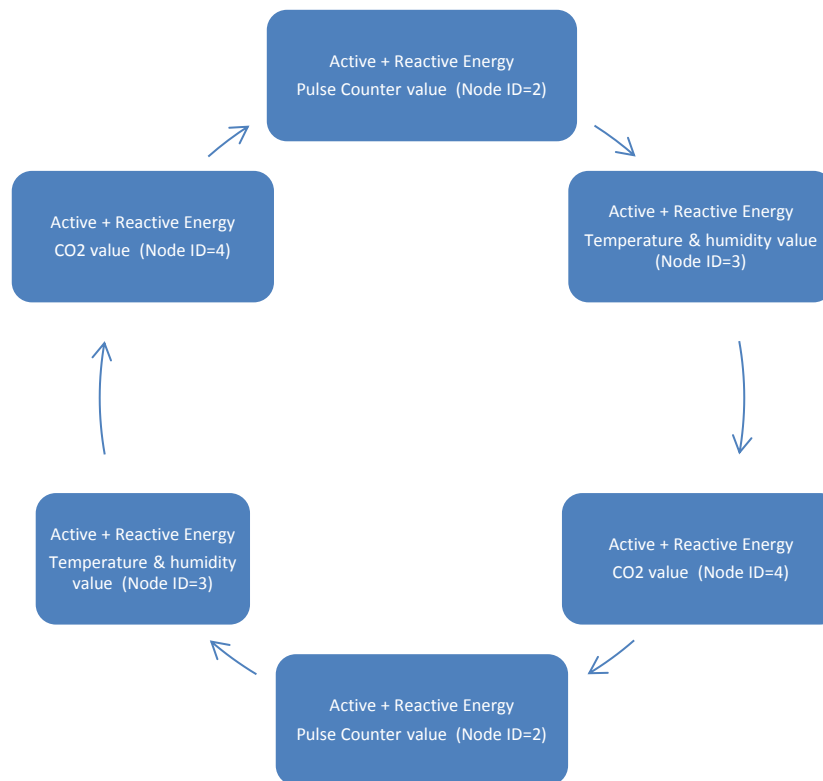 Active + Reactive Energy
Pulse Counter value  (Node ID=2)
Active + Reactive Energy
Temperature & humidity value
(Node ID=3)
Active + Reactive Energy
CO2 value  (Node ID=4)
Active + Reactive Energy
Pulse Counter value  (Node ID=2)
Active + Reactive Energy
Temperature & humidity
value  (Node ID=3)
Active + Reactive Energy
CO2 value  (Node ID=4)